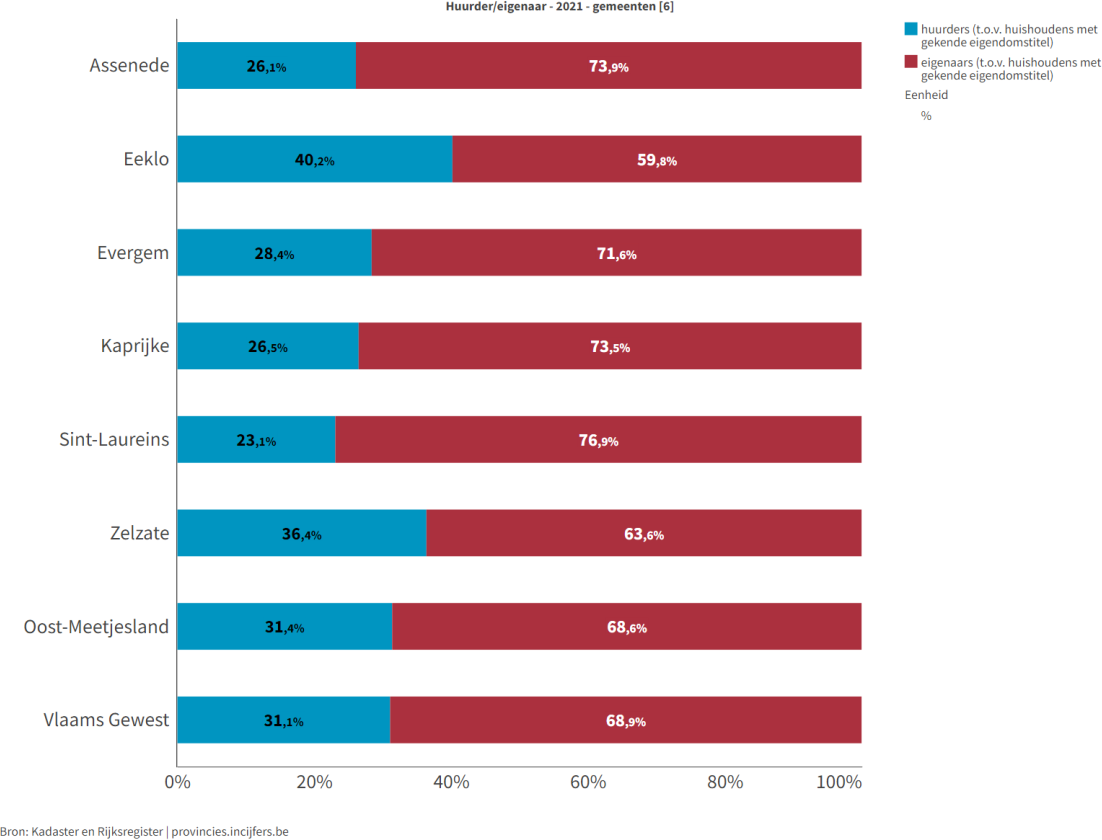 Huurder/eigenaar - 2021 - gemeenten [6]
huurders (t.o.v. huishoudens met
gekende eigendomstitel)
eigenaars (t.o.v. huishoudens met
gekende eigendomstitel)
Eenheid
%
Assenede 26,1% 73,9%
Eeklo 40,2% 59,8%
Evergem 28,4% 71,6%
Kaprijke 26,5% 73,5%
Sint-Laureins 23,1% 76,9%
Zelzate 36,4% 63,6%
Oost-Meetjesland 31,4% 68,6%
Vlaams Gewest 31,1% 68,9%
0% 20% 40% 60% 80% 100%
Bron: Kadaster en Rijksregister | provincies.incijfers.be